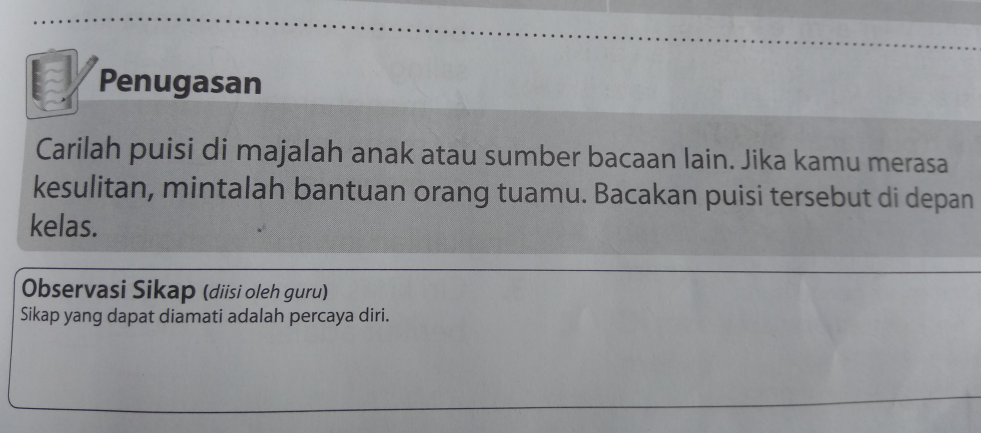 Penugasan
Carilah puisi di majalah anak atau sumber bacaan lain. Jika kamu merasa
kesulitan, mintalah bantuan orang tuamu. Bacakan puisi tersebut di depan
kelas.
Observasi Sikap (diisi oleh guru)
Sikap yang dapat diamati adalah percaya diri.